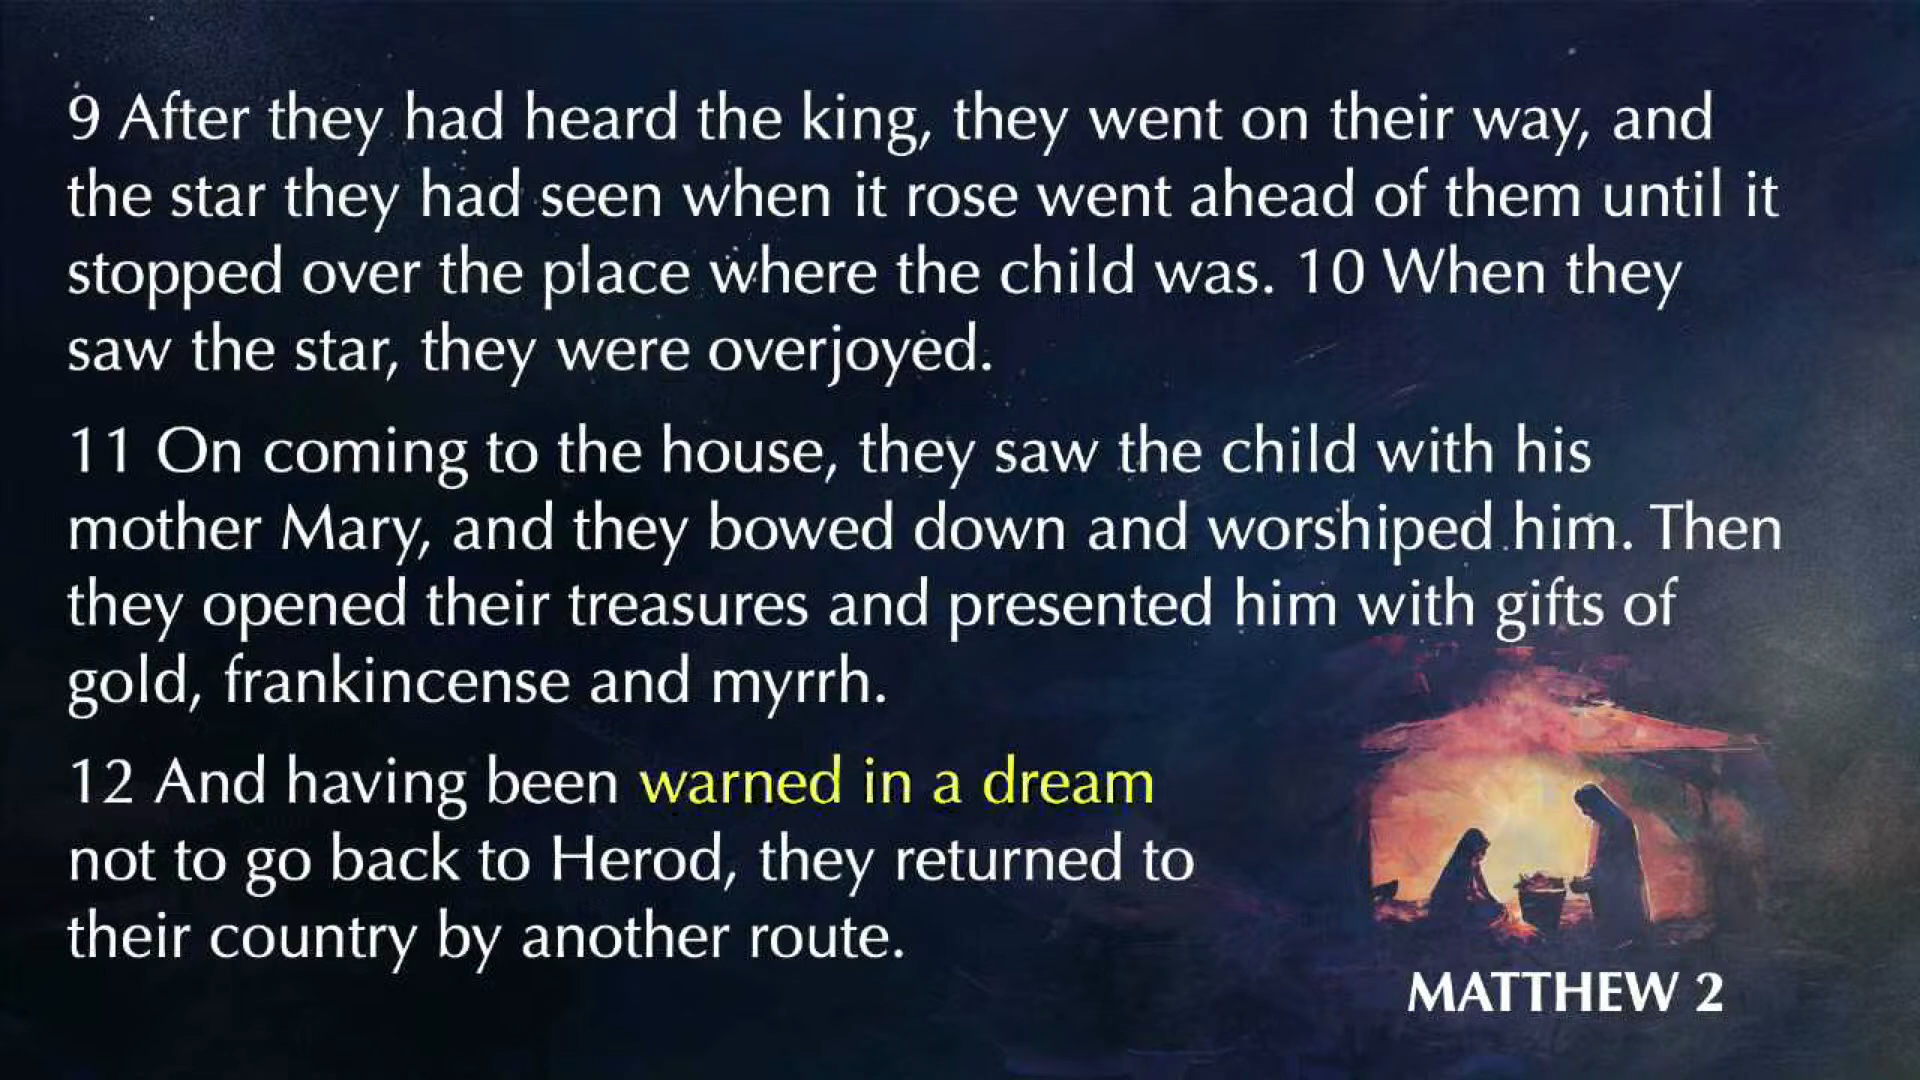 9 After they had heard the king, they went on their way, and
the star they had seen when it rose went ahead of them until it
stopped over the place where the child was. 10 When they
saw the star, they were overjoyed.
11 On coming to the house, they saw the child with his
mother Mary, and they bowed down and worshiped him. Then
they opened their treasures and presented him with gifts of
gold, frankincense and myrrh.
12 And having been warned in a dream
not to go back to Herod, they returned to
their country by another route.
MATTHEW 2